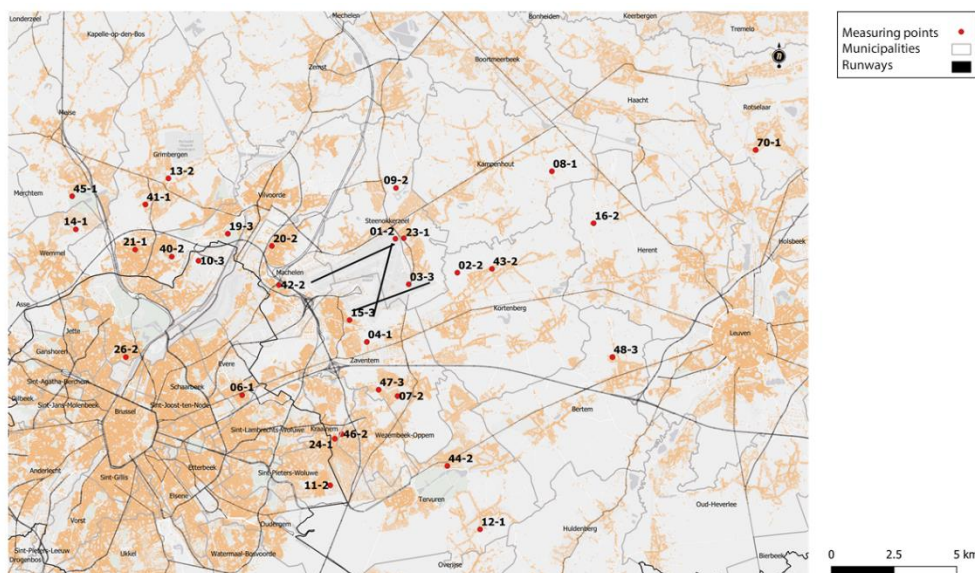 Londerzeel
Mechelen
Bonheiden
Keerbergen
Kapelle-op-den-Bos
Tremelo
Measuring points
Municipalities
Runways
Zemst
Boortmeerbeek
Haacht
Rotselaar
Meise
70-1
Grimbergen
13-2
Kampenhout
08-1
Merchtem
45-1
41-1
Vilvoorde
09-2
14-1
19-3
Steenokkerzeel
01-2
23-1
16-2
Holsbeek
Wemmel
21-1
40-2
10-3
20-2
Herent
Machelen
42-2
02-2
43-2
03-3
Asse
Kortenberg
15-3
Jette
04-1
Leuven
Ganshoren
26-2
Evere
Zaventem
48-3
Sint-Agatha-Berchem
Schaarbeek
06-1
47-3
07-2
Dilbeek
Sint-Jans-Molenbeek
Brussel
Sint-Joost-ten-Node
Bertem
Sint-Lambrechts-Woluwe
Kraainem
46-2
Wezembeek-Oppem
24-1
Anderlecht
Etterbeek
Sint-Pieters-Woluwe
44-2
Sint-Gillis
Elsene
11-2
Tervuren
Oud-Heverlee
Vorst
Oudergem
12-1
Huldenberg
Sint-Pieters-Leeuw
Drogenbos
Ukkel
Watermaal-Bosvoorde
Overijse
Bierbeek
0 2.5 5 km